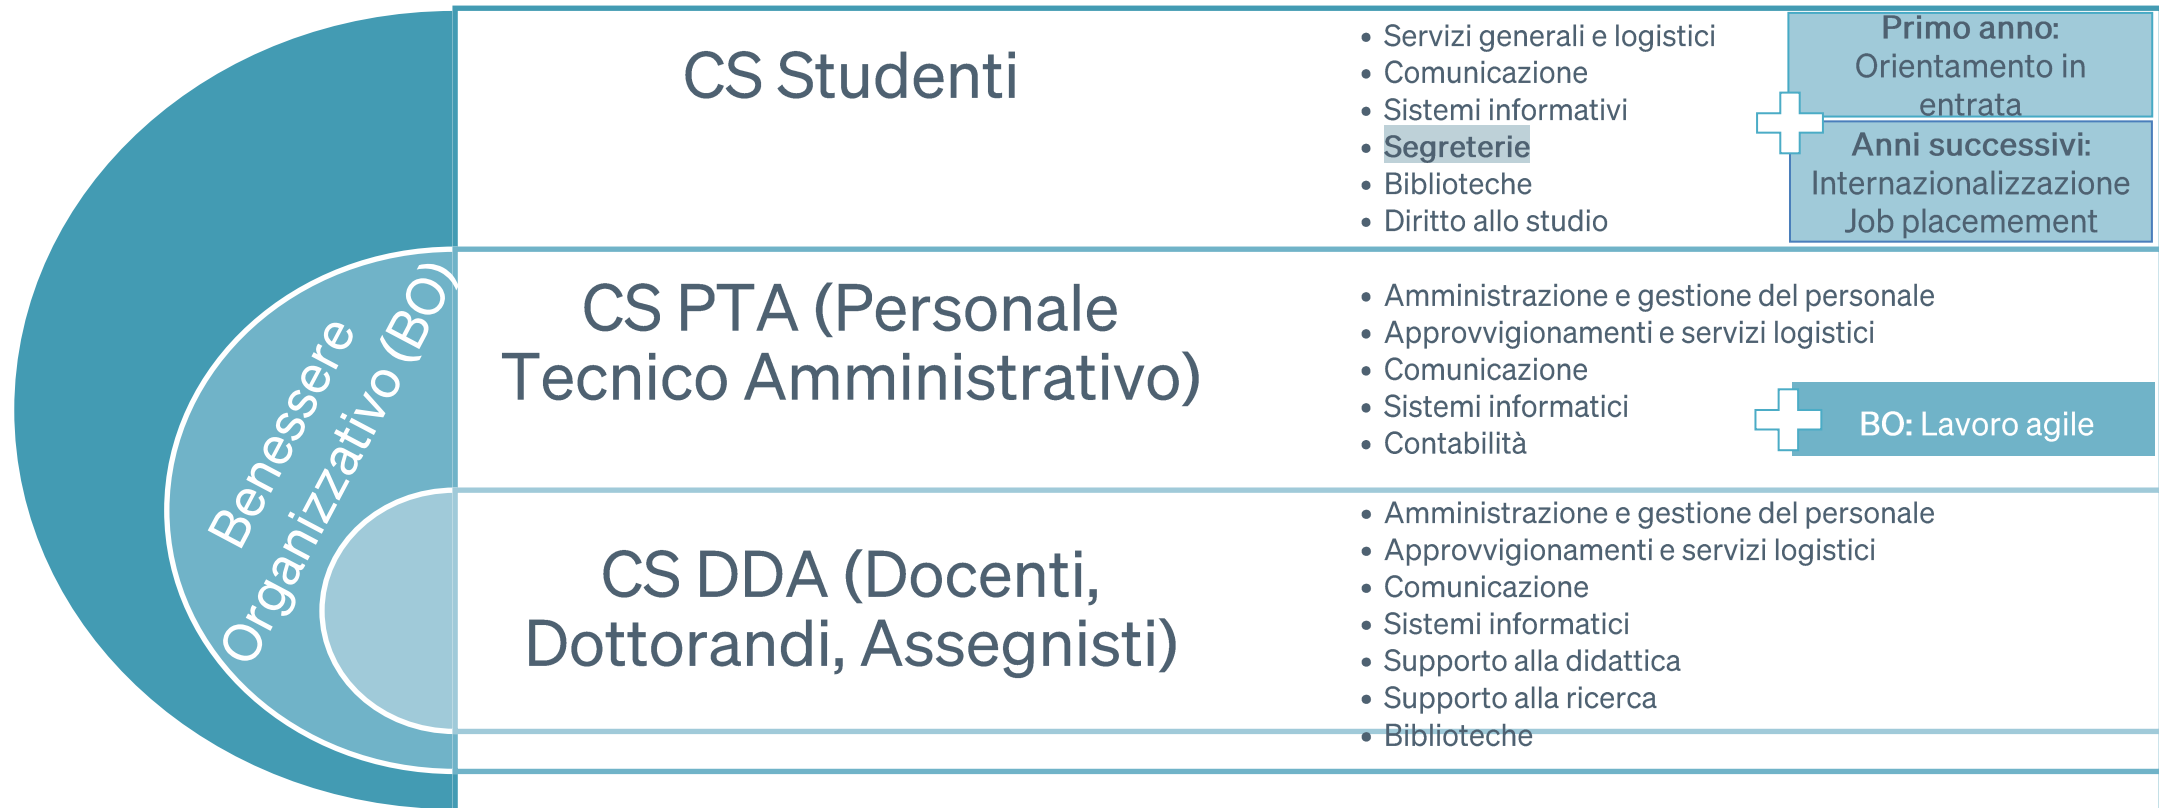 CS Studenti
• Servizi generali e logistici
• Comunicazione
• Sistemi informativi
• Segreterie
• Biblioteche
• Diritto allo studio
Primo anno:
Orientamento in
entrata
Anni successivi:
Internazionalizzazione
Job placemement
Benessere
Organizzativo (BO)
CS PTA (Personale
Tecnico Amministrativo)
• Amministrazione e gestione del personale
• Approvvigionamenti e servizi logistici
• Comunicazione
• Sistemi informatici
• Contabilità
BO: Lavoro agile
CS DDA (Docenti,
Dottorandi, Assegnisti)
• Amministrazione e gestione del personale
• Approvvigionamenti e servizi logistici
• Comunicazione
• Sistemi informatici
• Supporto alla didattica
• Supporto alla ricerca
• Biblioteche